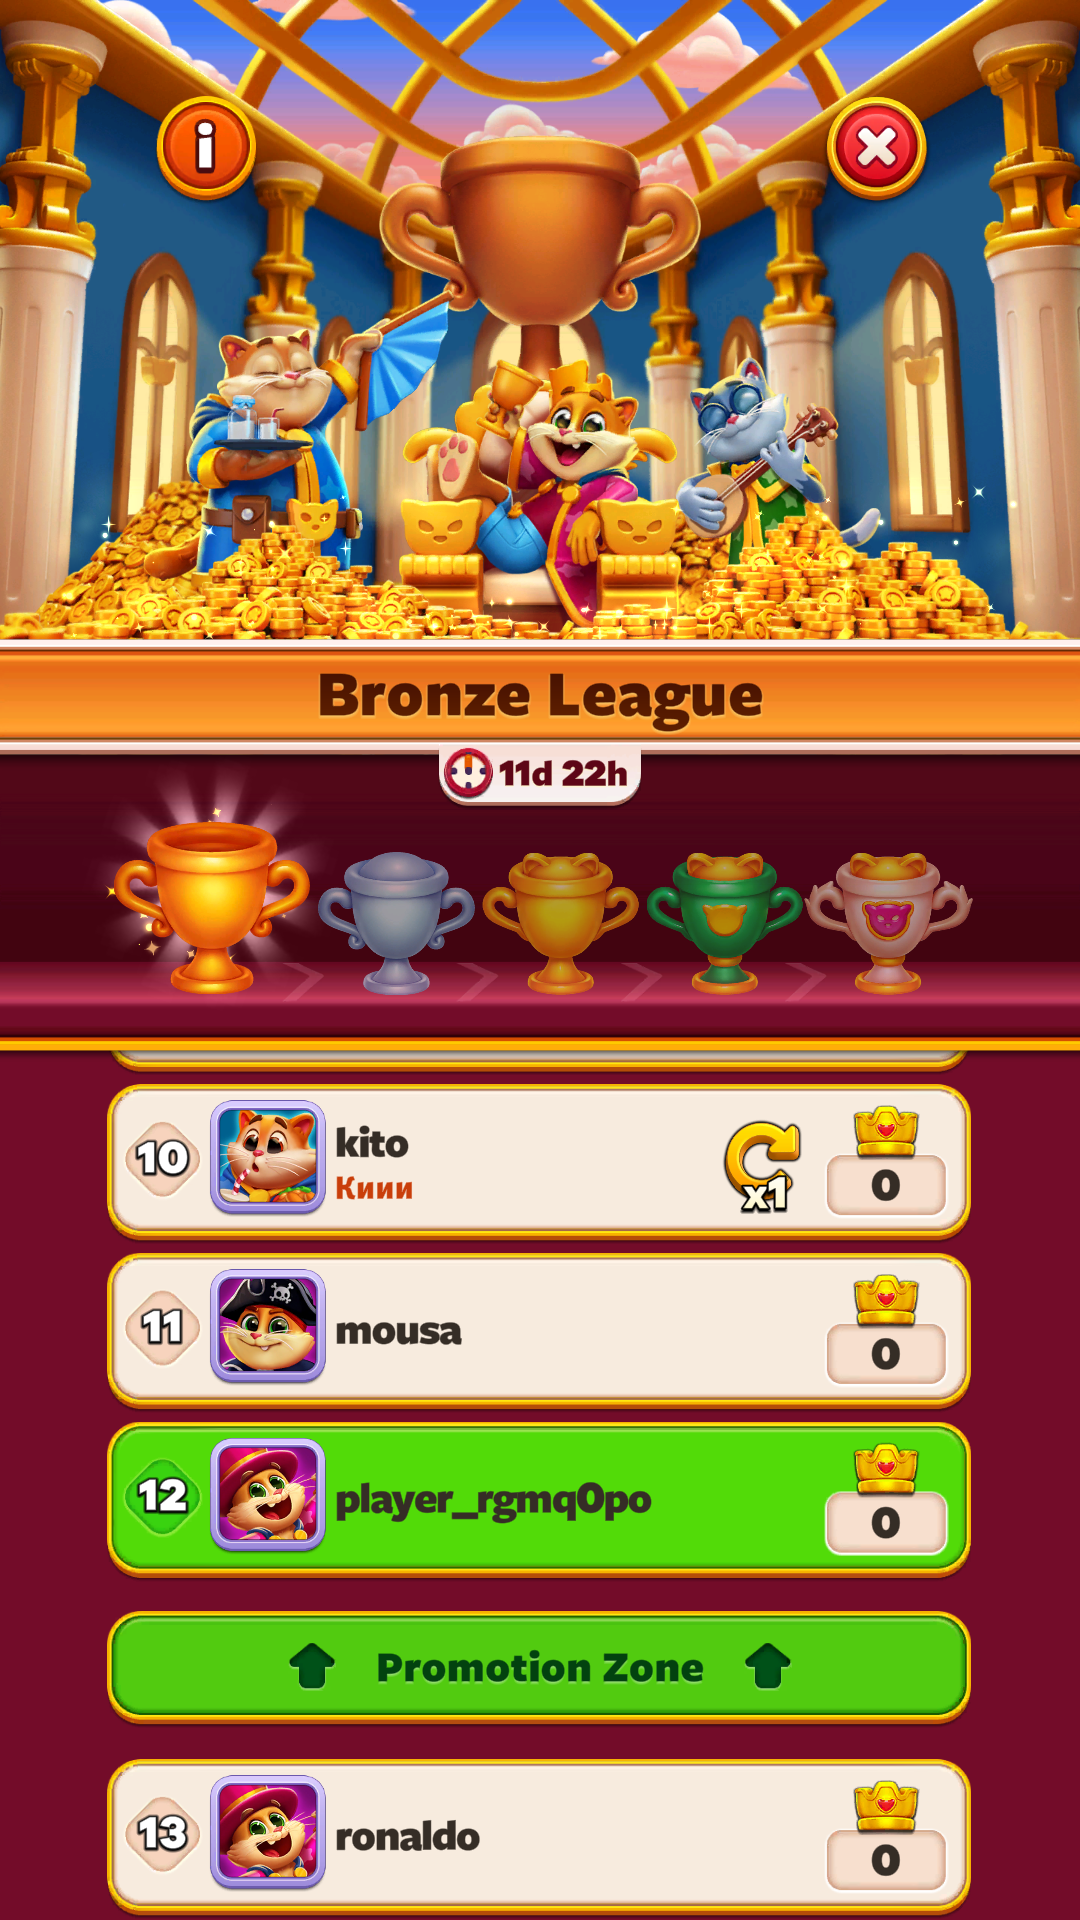 i
Bronze League
11d 22h
10
kito
Киии
x1
0
11
mousa
0
12
player_rgmq0po
0
Promotion Zone
13
ronaldo
0